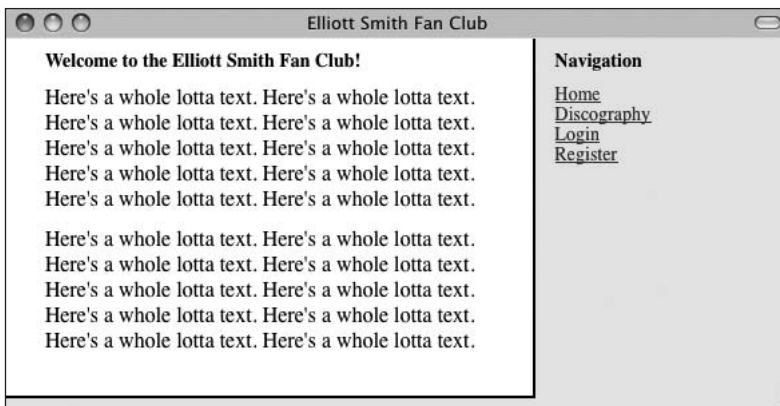 Elliott Smith Fan Club
Welcome to the Elliott Smith Fan Club!
Here's a whole lotta text. Here's a whole lotta text.
Here's a whole lotta text. Here's a whole lotta text.
Here's a whole lotta text. Here's a whole lotta text.
Here's a whole lotta text. Here's a whole lotta text.
Here's a whole lotta text. Here's a whole lotta text.
Here's a whole lotta text. Here's a whole lotta text.
Here's a whole lotta text. Here's a whole lotta text.
Here's a whole lotta text. Here's a whole lotta text.
Here's a whole lotta text. Here's a whole lotta text.
Here's a whole lotta text. Here's a whole lotta text.
Navigation
Home
Discography
Login
Register